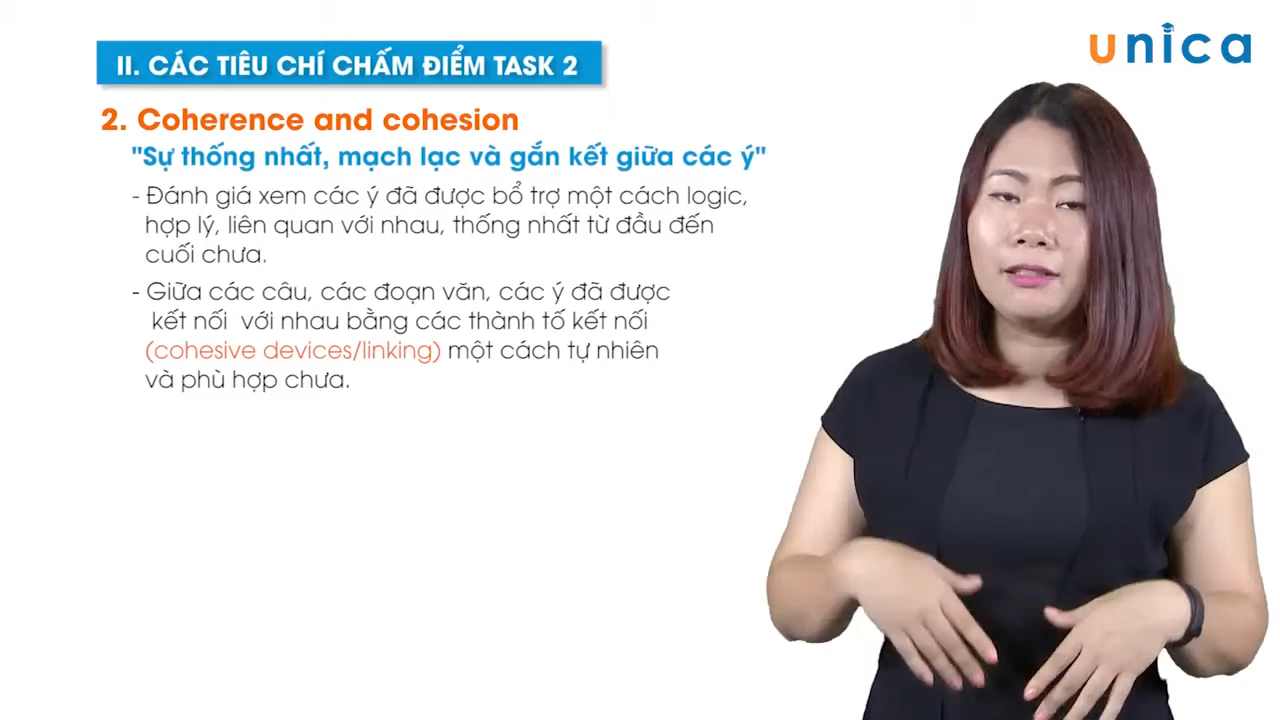 unica
II. CÁC TIÊU CHÍ CHẤM ĐIỂM TASK 2
2. Coherence and cohesion
"Sự thống nhất, mạch lạc và gắn kết giữa các ý"
- Đánh giá xem các ý đã được bổ trợ một cách logic,
hợp lý, liên quan với nhau, thống nhất từ đầu đến
cuối chưa.
- Giữa các câu, các đoạn văn, các ý đã được
kết nối với nhau bằng các thành tố kết nối
(cohesive devices/linking) một cách tự nhiên
và phù hợp chưa.